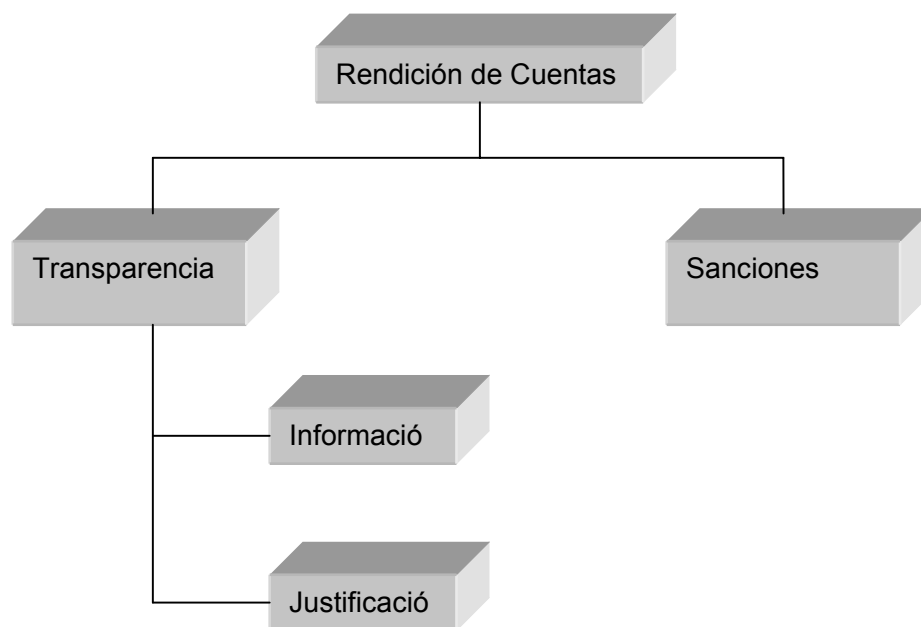 Rendición de Cuentas
Transparencia
Sanciones
Informació
Justificació